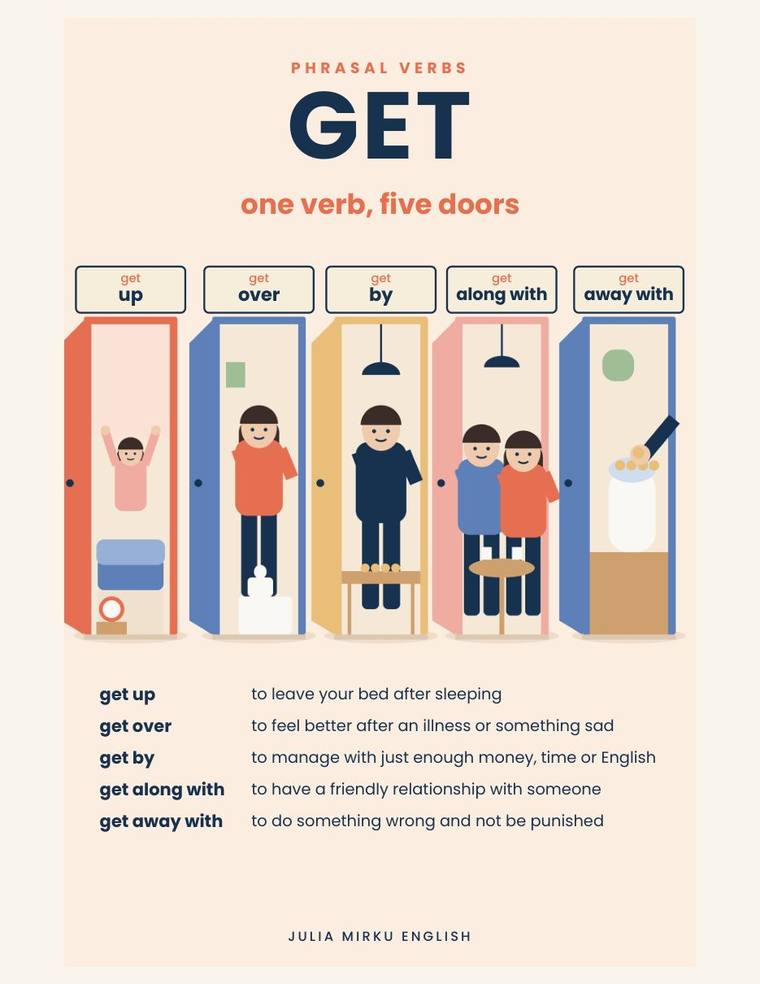 PHRASAL VERBS
GET
one verb, five doors
get
up
get
over
get
by
get
along with
get
away with
get up to leave your bed after sleeping
get over to feel better after an illness or something sad
get by to manage with just enough money, time or English
get along with to have a friendly relationship with someone
get away with to do something wrong and not be punished
JULIA MIRKU ENGLISH